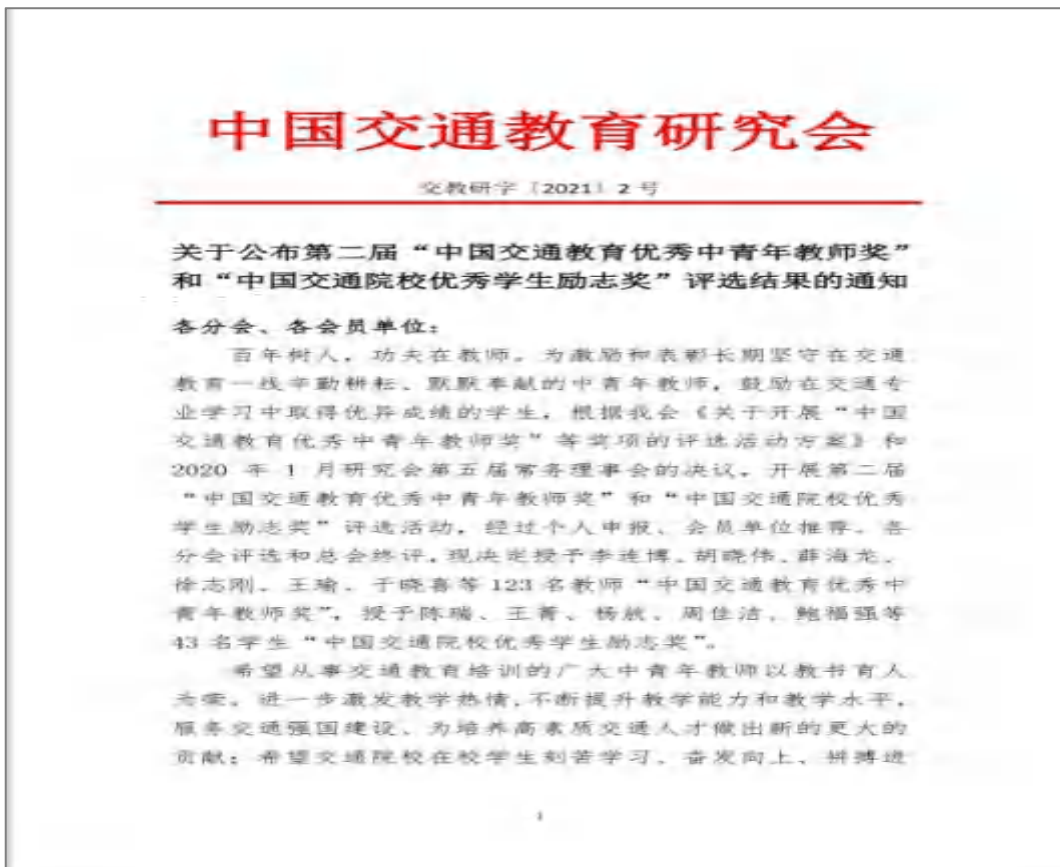 中国交通教育研究会
交教研字〔2021〕2 号
关于公布第二届“中国交通教育优秀中青年教师奖”
和“中国交通院校优秀学生励志奖”评选结果的通知
各分会、各会员单位：
百年树人，功夫在教师。为激励和表彰长期坚守在交通
教育一线辛勤耕耘、默默奉献的中青年教师，鼓励在交通专
业学习中取得优异成绩的学生，根据我会《关于开展“中国
交通教育优秀中青年教师奖”等奖项的评选活动方案》和
2020 年 1 月研究会第五届常务理事会的决议，开展第二届
“中国交通教育优秀中青年教师奖”和“中国交通院校优秀
学生励志奖”评选活动，经过个人申报、会员单位推荐、各
分会评选和总会终评，现决定授予李连博、胡晓伟、薛海龙、
徐志刚、王瑜、于晓喜等 123 名教师“中国交通教育优秀中
青年教师奖”，授予陈瑞、王菁、杨航、周佳洁、鲍福强等
43 名学生“中国交通院校优秀学生励志奖”。
希望从事交通教育培训的广大中青年教师以教书育人
为荣，进一步激发教学热情，不断提升教学能力和教学水平，
服务交通强国建设，为培养高素质交通人才做出新的更大的
贡献；希望交通院校在校学生刻苦学习、奋发向上、拼搏进
1